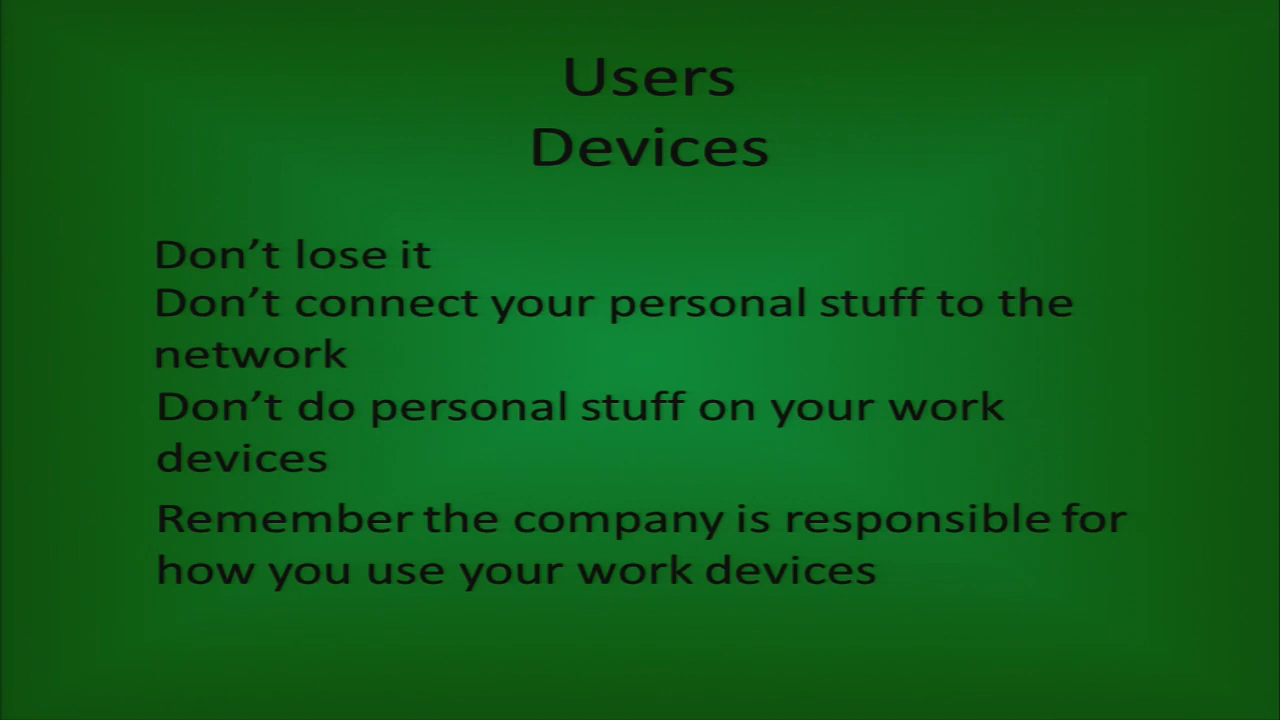 Users
Devices
Don’t lose it
Don’t connect your personal stuff to the
network
Don’t do personal stuff on your work
devices
Remember the company is responsible for
how you use your work devices